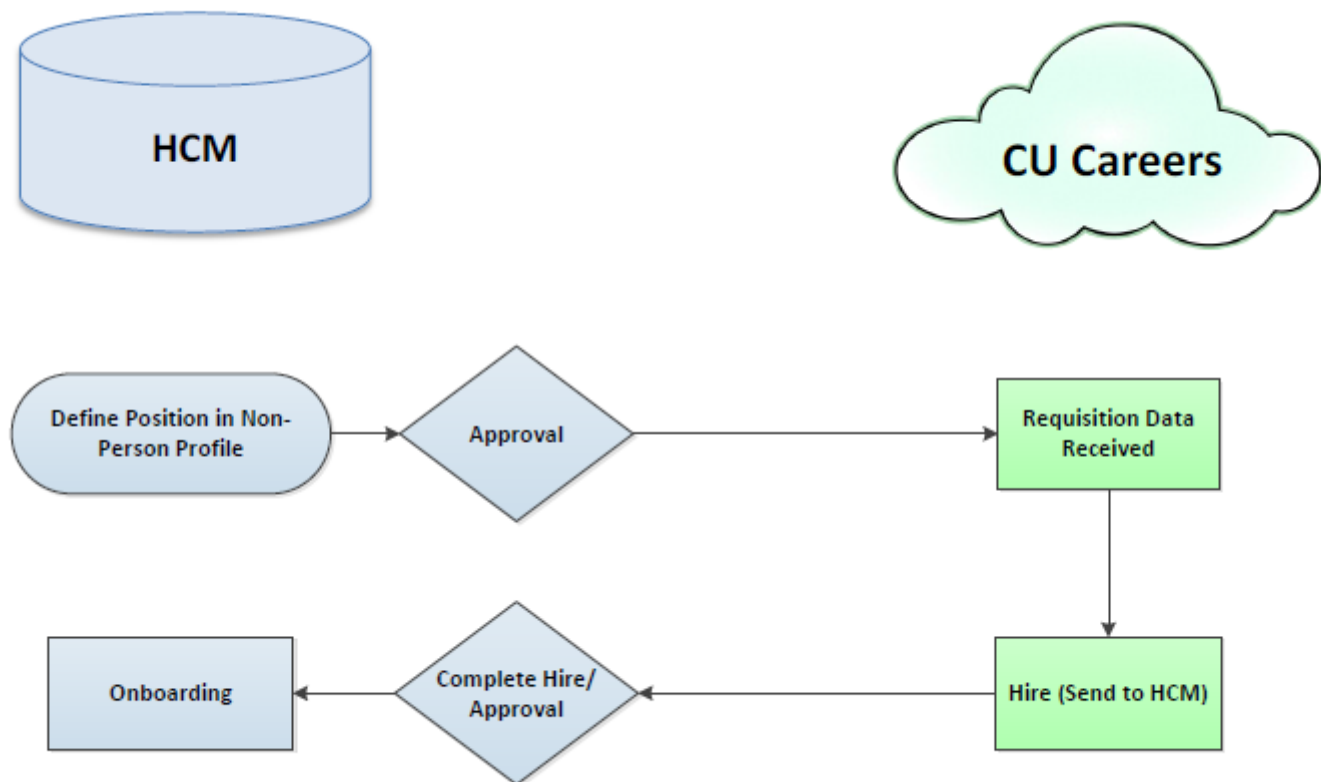 HCM
CU Careers
Define Position in Non-
Person Profile
Approval
Requisition Data
Received
Onboarding
Complete Hire/
Approval
Hire (Send to HCM)